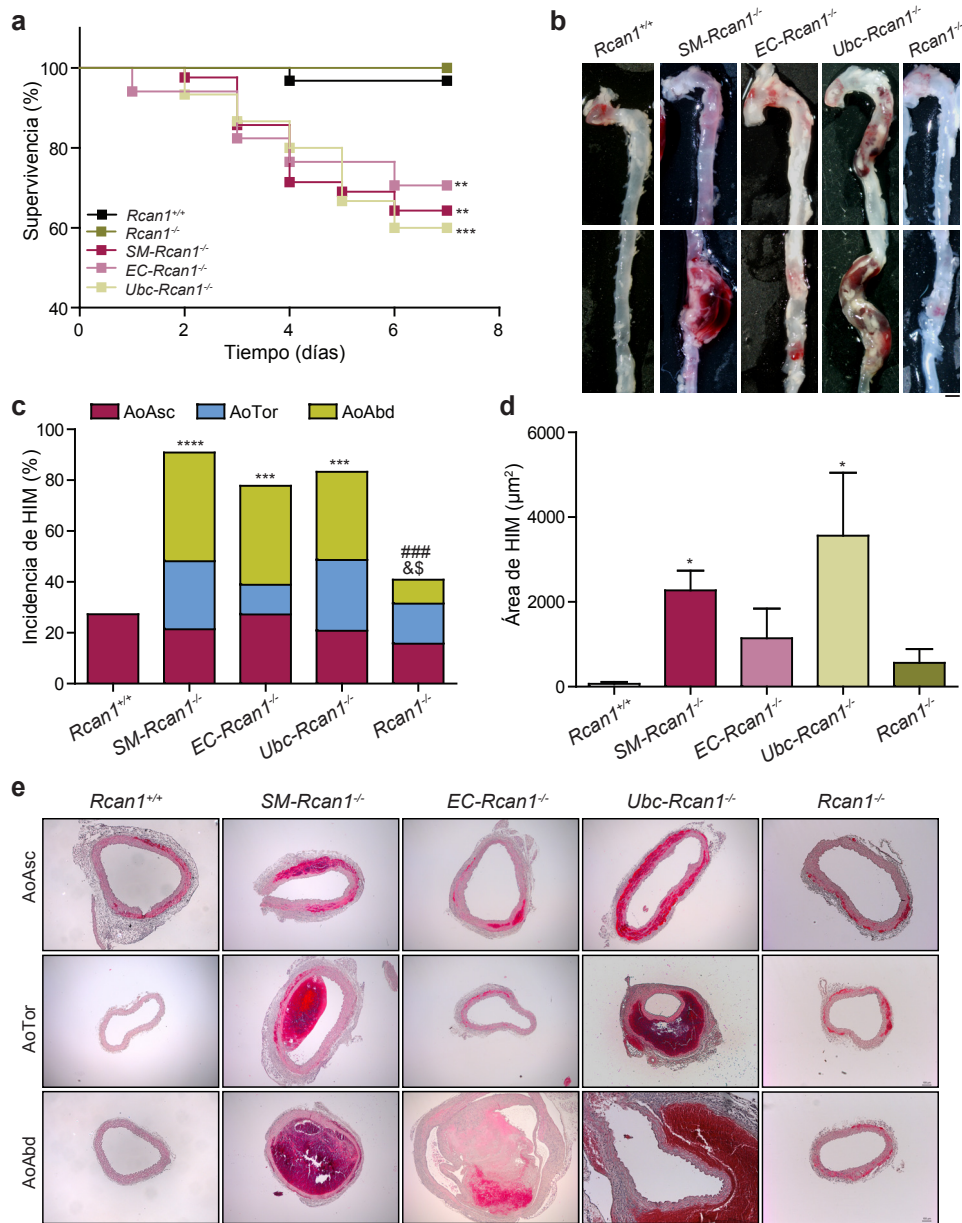 a
Supervivencia (%)
100
80
60
40
0
2
4
6
8
Tiempo (días)
**
**
***
Rcan1+/+
Rcan1-/-
SM-Rcan1-/-
EC-Rcan1-/-
Ubc-Rcan1-/-
b
Rcan1+/+
SM-Rcan1-/-
EC-Rcan1-/-
Ubc-Rcan1-/-
Rcan1-/-
c
AoAsc
AoTor
AoAbd
Incidencia de HIM (%)
100
80
60
40
20
0
****
***
***
###
&$
Rcan1+/+
SM-Rcan1-/-
EC-Rcan1-/-
Ubc-Rcan1-/-
Rcan1-/-
d
Área de HIM (µm²)
6000
4000
2000
0
*
*
Rcan1+/+
SM-Rcan1-/-
EC-Rcan1-/-
Ubc-Rcan1-/-
Rcan1-/-
e
Rcan1+/+
SM-Rcan1-/-
EC-Rcan1-/-
Ubc-Rcan1-/-
Rcan1-/-
AoAsc
AoTor
AoAbd